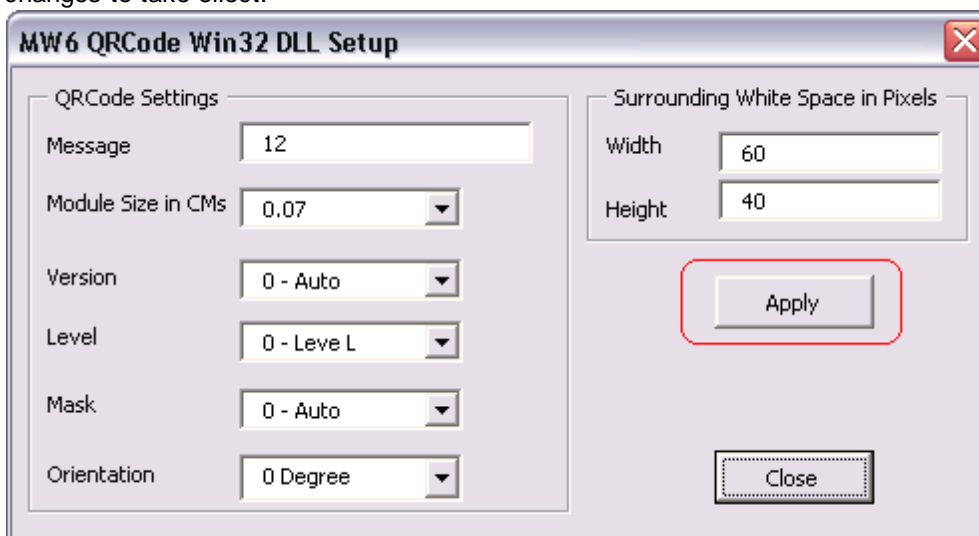 changes to take effect.
MW6 QRCode Win32 DLL Setup
QRCode Settings
Message 12
Module Size in CMs 0.07
Version 0 - Auto
Level 0 - Leve L
Mask 0 - Auto
Orientation 0 Degree
Surrounding White Space in Pixels
Width 60
Height 40
Apply
Close